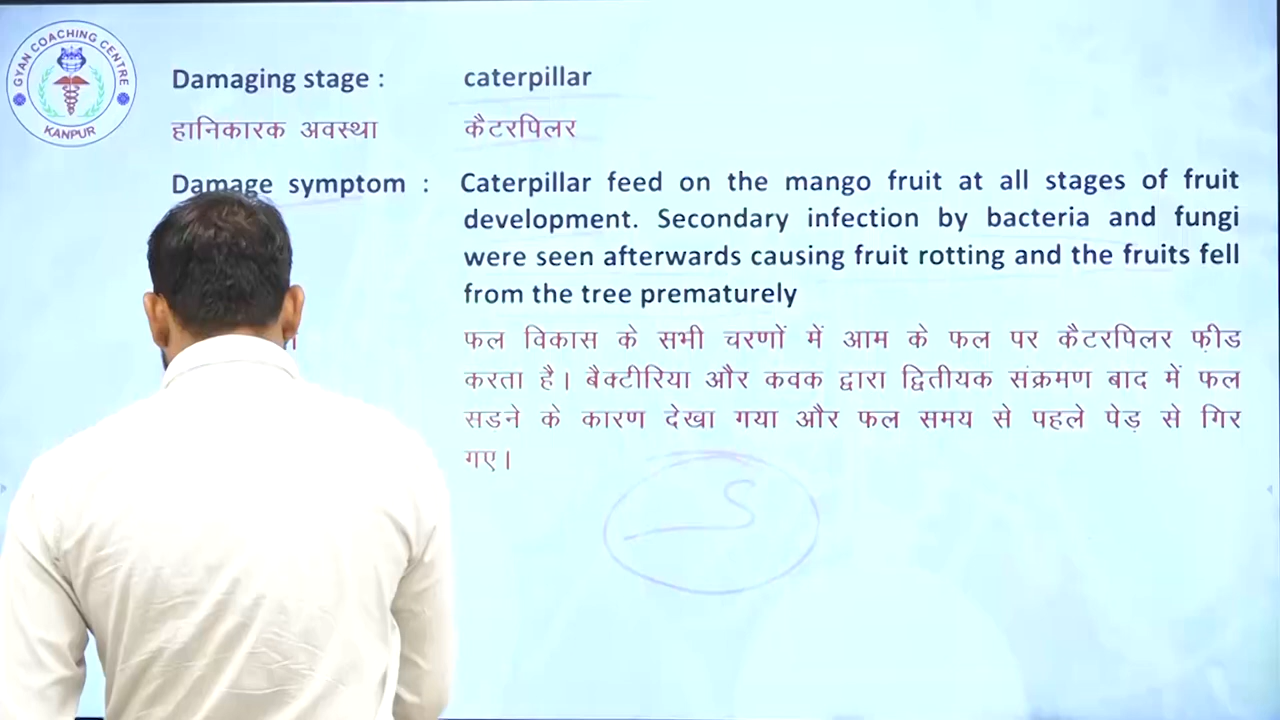 GYAN COACHING CENTRE
KANPUR
Damaging stage : caterpillar
हानिकारक अवस्था कैटरपिलर
Damage symptom : Caterpillar feed on the mango fruit at all stages of fruit
development. Secondary infection by bacteria and fungi
were seen afterwards causing fruit rotting and the fruits fell
from the tree prematurely
फल विकास के सभी चरणों में आम के फल पर कैटरपिलर फ़ीड
करता है। बैक्टीरिया और कवक द्वारा द्वितीयक संक्रमण बाद में फल
सड़ने के कारण देखा गया और फल समय से पहले पेड़ से गिर
गए।